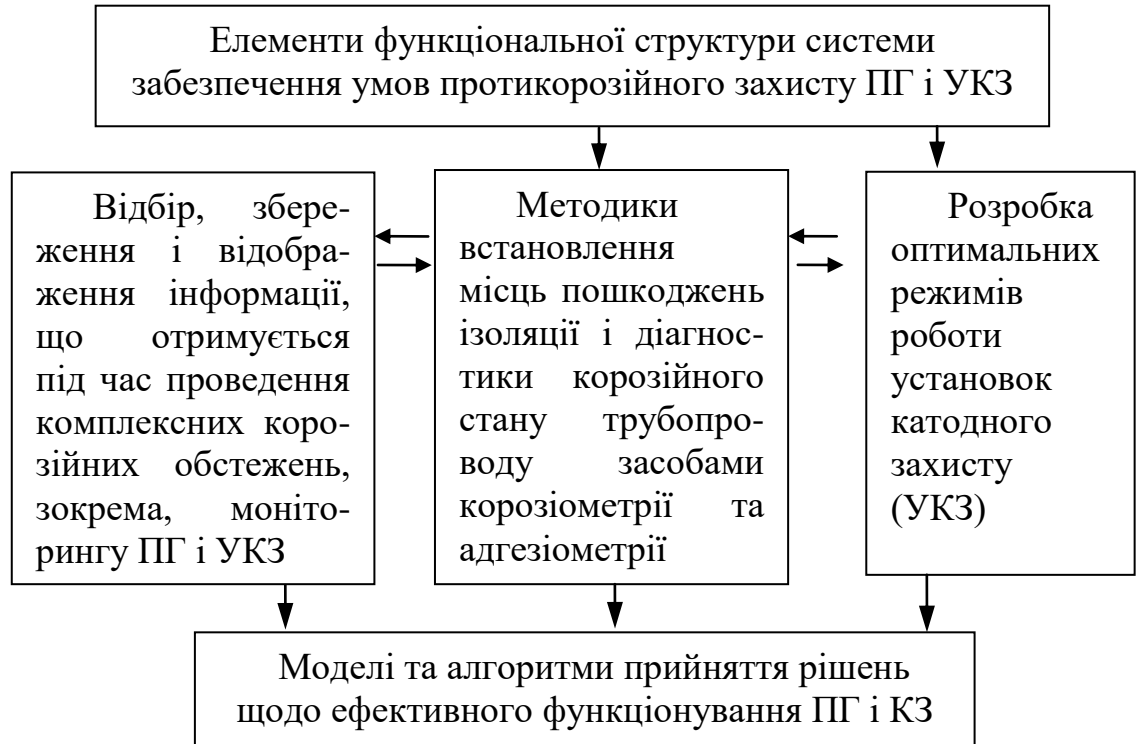 Елементи функціональної структури системи
забезпечення умов протикорозійного захисту ПГ і УКЗ
Відбір, збере-
ження і відобра-
ження інформації,
що отримується
під час проведення
комплексних коро-
зійних обстежень,
зокрема, моніто-
рингу ПГ і УКЗ
Методики
встановлення
місць пошкоджень
ізоляції і діагнос-
тики корозійного
стану трубопро-
воду засобами
корозіометрії та
адгезіометрії
Розробка
оптимальних
режимів
роботи
установок
катодного
захисту
(УКЗ)
Моделі та алгоритми прийняття рішень
щодо ефективного функціонування ПГ і КЗ